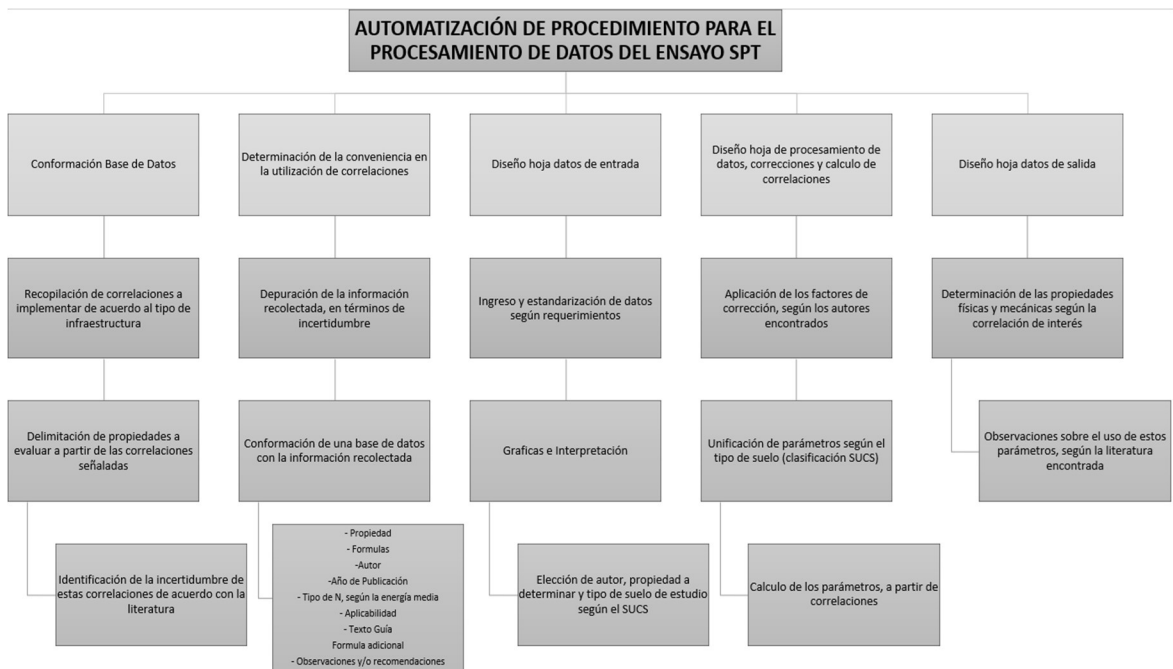 AUTOMATIZACIÓN DE PROCEDIMIENTO PARA EL
PROCESAMIENTO DE DATOS DEL ENSAYO SPT
Conformación Base de Datos
Determinación de la conveniencia en
la utilización de correlaciones
Diseño hoja datos de entrada
Diseño hoja de procesamiento de
datos, correcciones y calculo de
correlaciones
Diseño hoja datos de salida
Recopilación de correlaciones a
implementar de acuerdo al tipo de
infraestructura
Depuración de la información
recolectada, en términos de
incertidumbre
Ingreso y estandarización de datos
según requerimientos
Aplicación de los factores de
corrección, según los autores
encontrados
Determinación de las propiedades
físicas y mecánicas según la
correlación de interés
Delimitación de propiedades a
evaluar a partir de las correlaciones
señaladas
Conformación de una base de datos
con la información recolectada
Graficas e Interpretación
Unificación de parámetros según el
tipo de suelo (clasificación SUCS)
Observaciones sobre el uso de estos
parámetros, según la literatura
encontrada
Identificación de la incertidumbre de
estas correlaciones de acuerdo con la
literatura
- Propiedad
- Formulas
-Autor
-Año de Publicación
- Tipo de N, según la energía media
- Aplicabilidad
- Texto Guía
Formula adicional
- Observaciones y/o recomendaciones
Elección de autor, propiedad a
determinar y tipo de suelo de estudio
según el SUCS
Calculo de los parámetros, a partir de
correlaciones